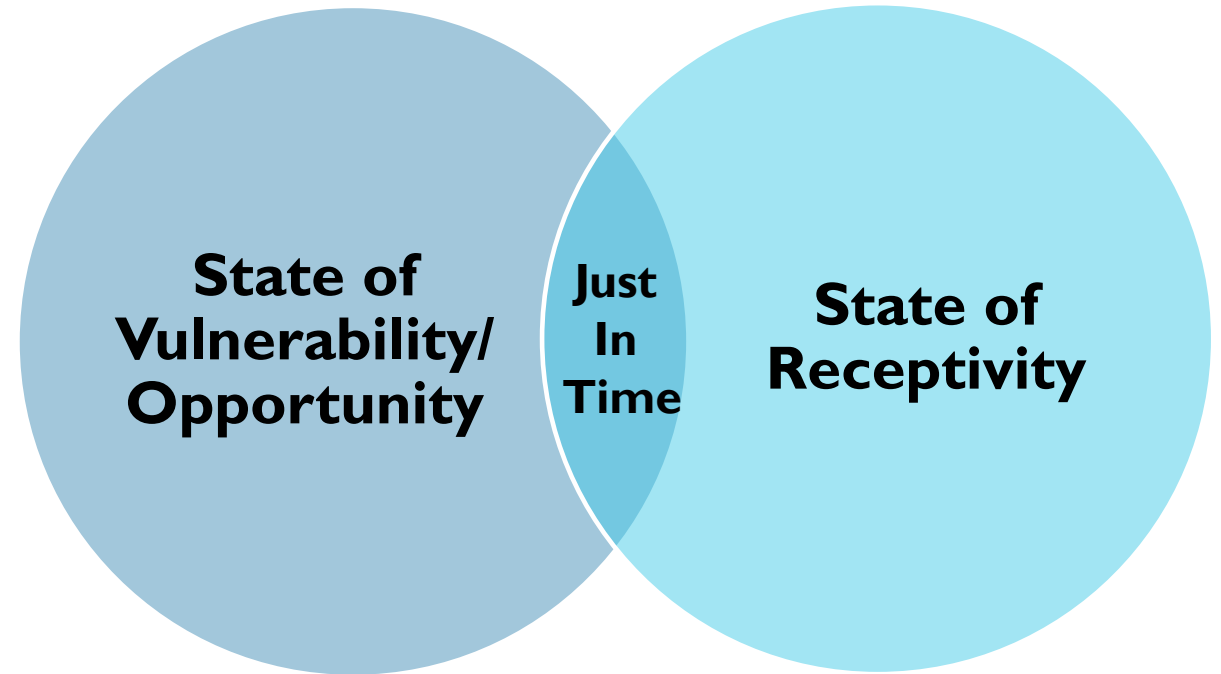 State of
Vulnerability/
Opportunity
Just
In
Time
State of
Receptivity